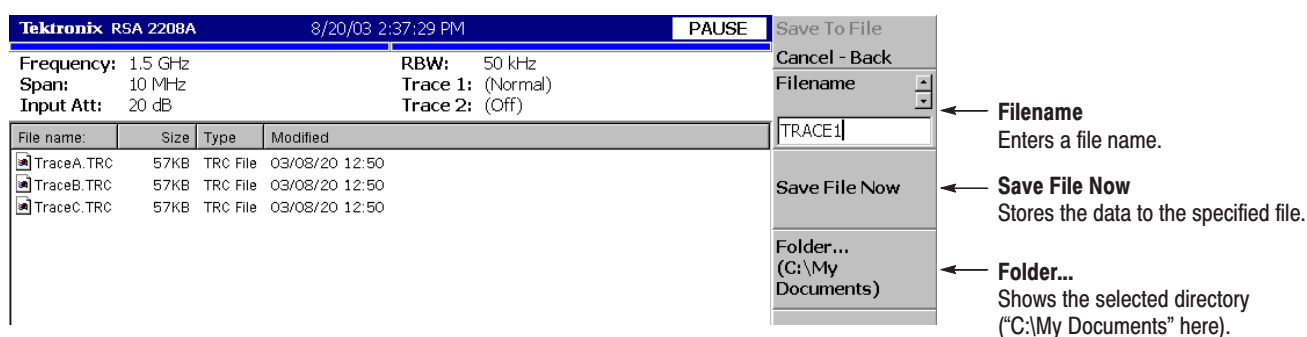 Tektronix RSA 2208A 8/20/03 2:37:29 PM PAUSE
Frequency: 1.5 GHz RBW: 50 kHz
Span: 10 MHz Trace 1: (Normal)
Input Att: 20 dB Trace 2: (Off)
File name: Size Type Modified
TraceA.TRC 57KB TRC File 03/08/20 12:50
TraceB.TRC 57KB TRC File 03/08/20 12:50
TraceC.TRC 57KB TRC File 03/08/20 12:50
Save To File
Cancel - Back
Filename
TRACE1
Save File Now
Folder...
(C:\My
Documents)
Filename
Enters a file name.
Save File Now
Stores the data to the specified file.
Folder...
Shows the selected directory
(“C:\My Documents” here).